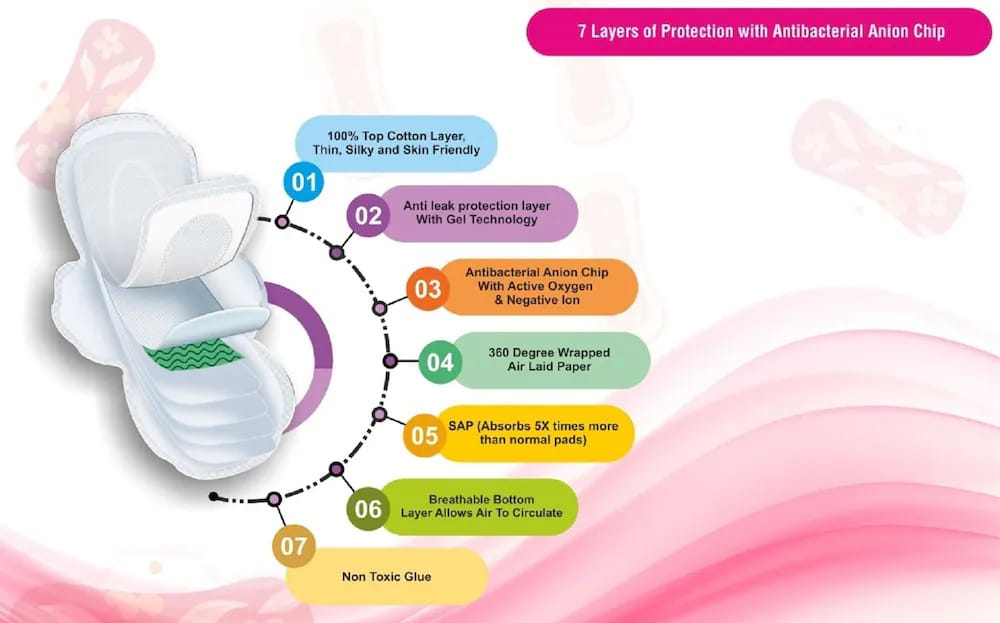 7 Layers of Protection with Antibacterial Anion Chip
100% Top Cotton Layer,
Thin, Silky and Skin Friendly
01
Anti leak protection layer
With Gel Technology
02
Antibacterial Anion Chip
With Active Oxygen
& Negative Ion
03
360 Degree Wrapped
Air Laid Paper
04
SAP (Absorbs 5X times more
than normal pads)
05
Breathable Bottom
Layer Allows Air To Circulate
06
07
Non Toxic Glue